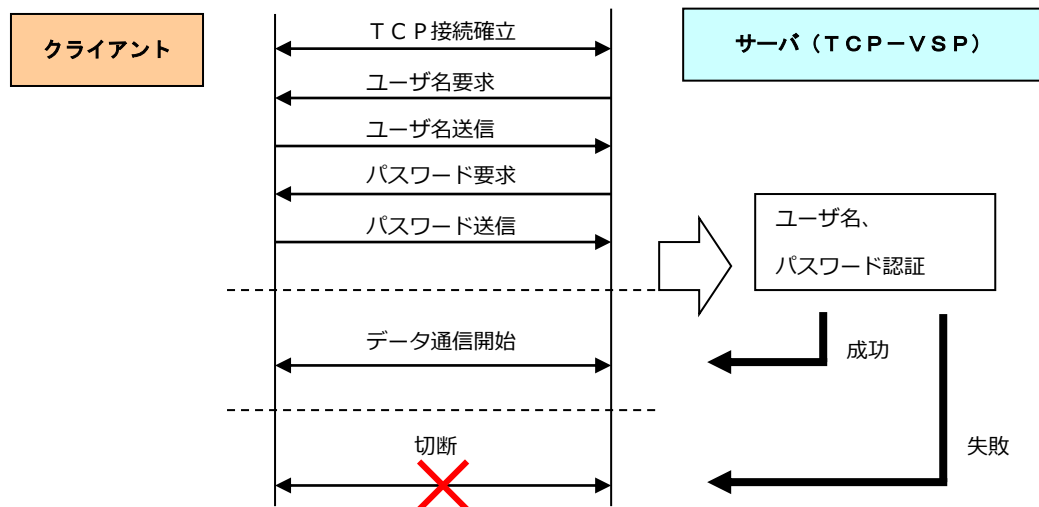 クライアント
ＴＣＰ接続確立
サーバ（ＴＣＰ－ＶＳＰ）
ユーザ名要求
ユーザ名送信
パスワード要求
パスワード送信
ユーザ名、
パスワード認証
データ通信開始
成功
切断
失敗